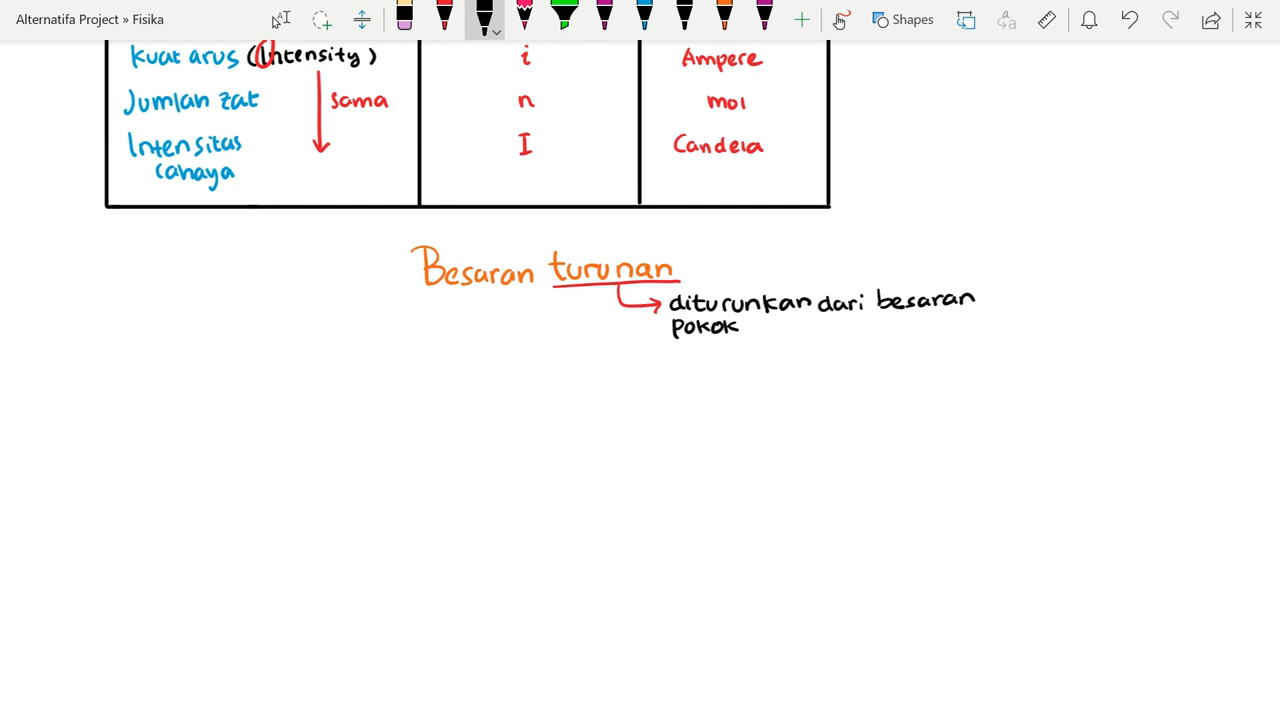 Alternatifa Project » Fisika
Shapes
Kuat arus (Intensity) i Ampere
Jumlah zat sama n mol
Intensitas I Candela
Cahaya
Besaran turunan
diturunkan dari besaran
pokok